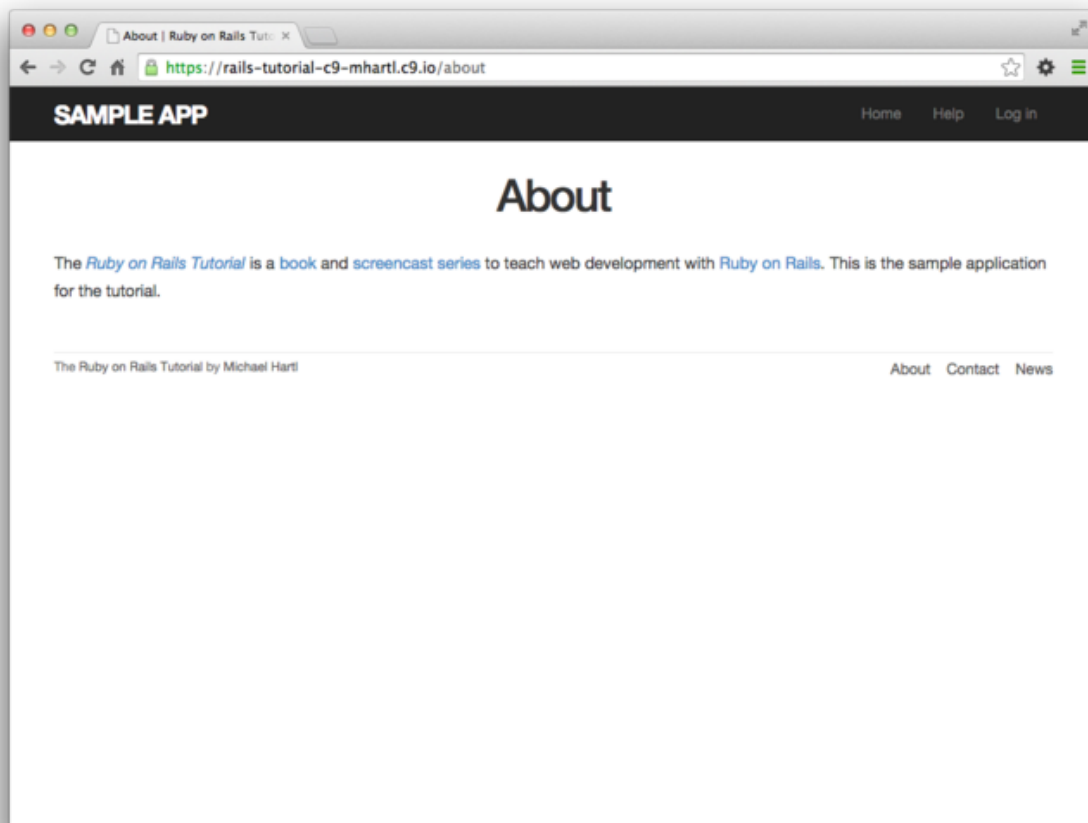 About | Ruby on Rails Tuto
https://rails-tutorial-c9-mhartl.c9.io/about
SAMPLE APP Home Help Log in
About
The Ruby on Rails Tutorial is a book and screencast series to teach web development with Ruby on Rails. This is the sample application
for the tutorial.
The Ruby on Rails Tutorial by Michael Hartl About Contact News